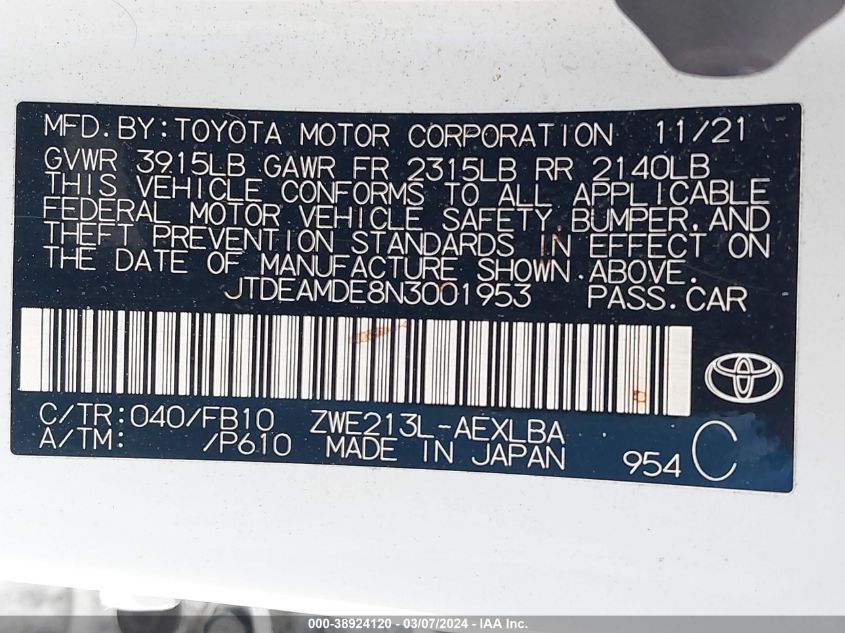 MFD.BY:TOYOTA MOTOR CORPORATION 11/21
GVWR 3915LB GAWR FR 2315LB RR 2140LB
THIS VEHICLE CONFORMS TO ALL APPLICABLE
FEDERAL MOTOR VEHICLE SAFETY, BUMPER, AND
THEFT PREVENTION STANDARDS IN EFFECT ON
THE DATE OF MANUFACTURE SHOWN ABOVE.
JTDEAMDE8N3001953 PASS.CAR
C/TR:040/FB10 ZWE213L-AEXLBA
A/TM: /P610 MADE IN JAPAN 954 C
000-38924120 - 03/07/2024 - IAA Inc.